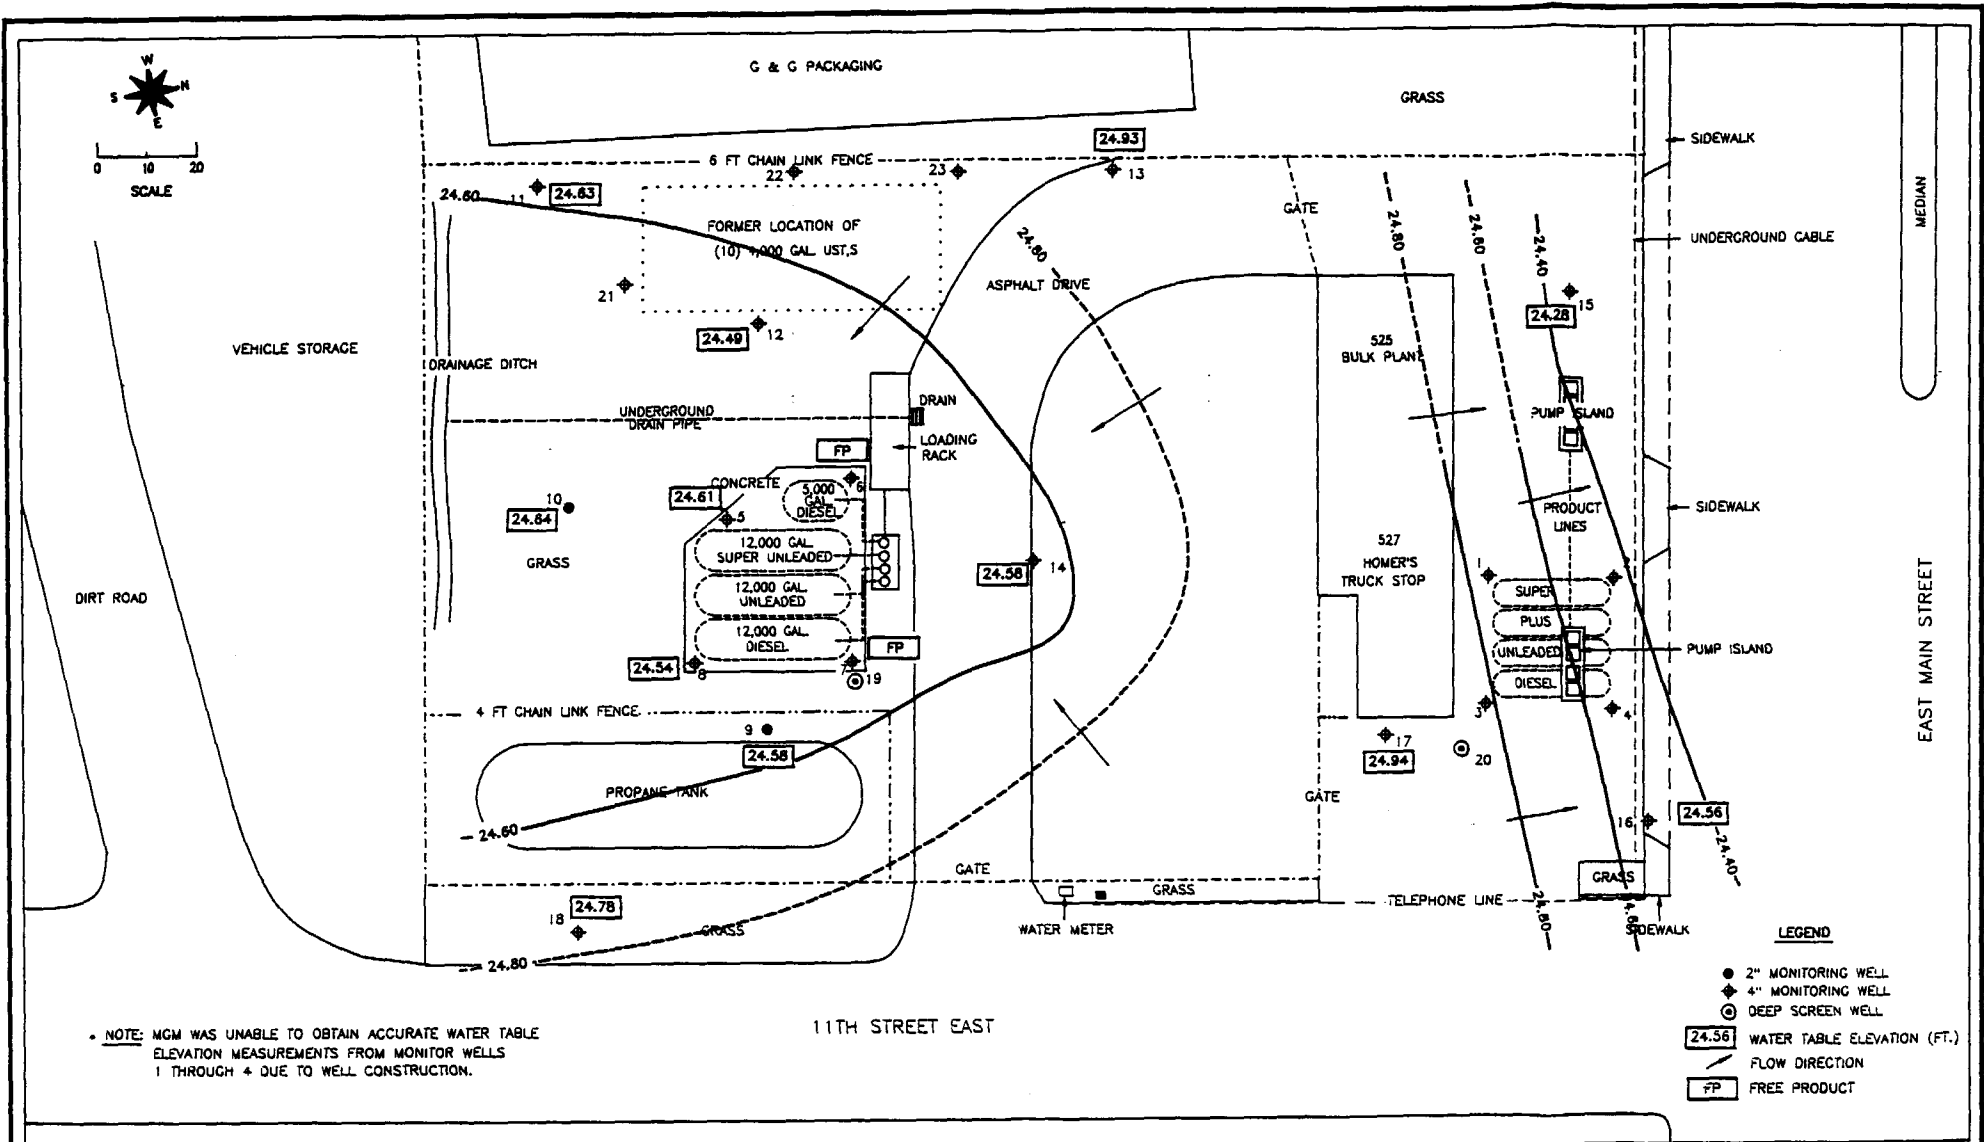 W
N
S
E
0 10 20
SCALE
G & G PACKAGING
GRASS
SIDEWALK
MEDIAN
24.93
6 FT CHAIN LINK FENCE
22
23
13
24.60
11
24.63
FORMER LOCATION OF
(10) 4,000 GAL. UST,S
GATE
24.80
24.80
24.60
24.40
UNDERGROUND CABLE
ASPHALT DRIVE
21
15
24.28
12
24.49
VEHICLE STORAGE
DRAINAGE DITCH
525
BULK PLANT
UNDERGROUND
DRAIN PIPE
DRAIN
LOADING
RACK
PUMP ISLAND
FP
CONCRETE
6
5,000
GAL.
DIESEL
24.61
5
10
24.64
PRODUCT
LINES
SIDEWALK
12,000 GAL.
SUPER UNLEADED
GRASS
527
HOMER'S
TRUCK STOP
24.58
14
1
DIRT ROAD
12,000 GAL.
UNLEADED
SUPER
PLUS
UNLEADED
DIESEL
12,000 GAL.
DIESEL
FP
PUMP ISLAND
24.54
8
7
19
EAST MAIN STREET
4 FT CHAIN LINK FENCE
9
24.58
3
4
17
24.94
20
PROPANE TANK
GATE
24.60
16
24.56
24.40
GATE
GRASS
GRASS
TELEPHONE LINE
24.80
24.60
SIDEWALK
18
24.78
GRASS
WATER METER
24.80
11TH STREET EAST
LEGEND
2" MONITORING WELL
4" MONITORING WELL
DEEP SCREEN WELL
24.56 WATER TABLE ELEVATION (FT.)
FLOW DIRECTION
FP FREE PRODUCT
• NOTE: MGM WAS UNABLE TO OBTAIN ACCURATE WATER TABLE
ELEVATION MEASUREMENTS FROM MONITOR WELLS
1 THROUGH 4 DUE TO WELL CONSTRUCTION.